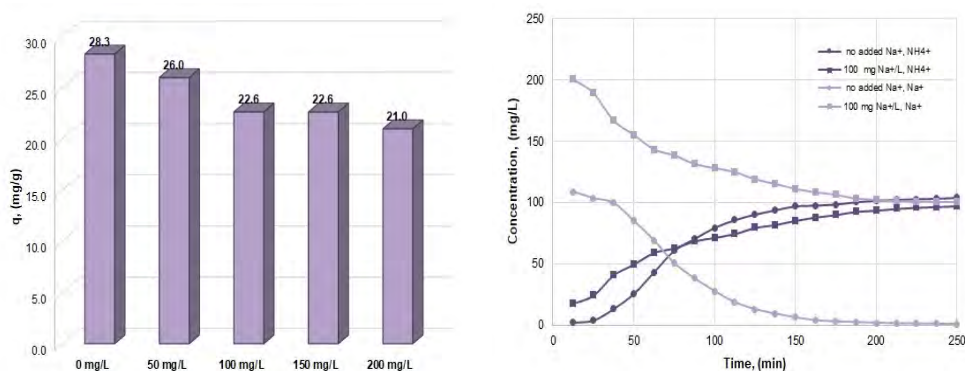 q, (mg/g)
30.0
25.0
20.0
15.0
10.0
5.0
0.0
28.3
26.0
22.6
22.6
21.0
0 mg/L
50 mg/L
100 mg/L
150 mg/L
200 mg/L
Concentration, (mg/L)
250
200
150
100
50
0
no added Na+, NH4+
100 mg Na+/L, NH4+
no added Na+, Na+
100 mg Na+/L, Na+
0
50
100
150
200
250
Time, (min)